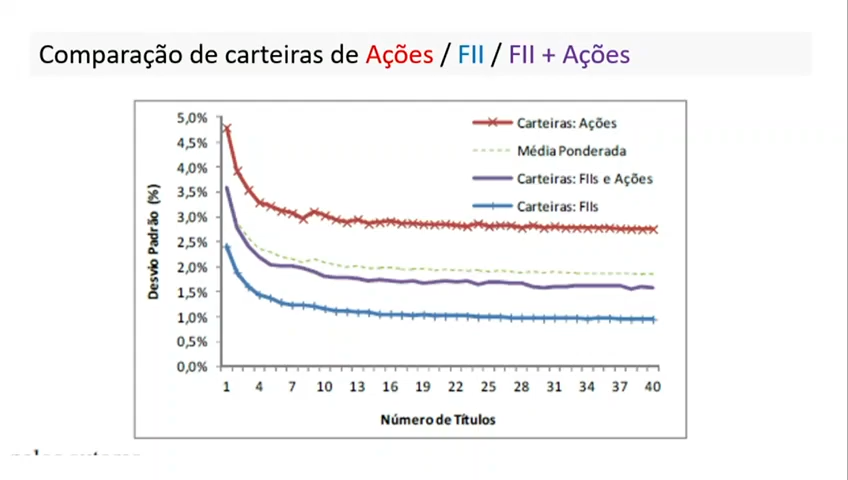 Comparação de carteiras de Ações / FII / FII + Ações
5,0%
4,5%
4,0%
3,5%
3,0%
2,5%
2,0%
1,5%
1,0%
0,5%
0,0%
Desvio Padrão (%)
Carteiras: Ações
Média Ponderada
Carteiras: FIIs e Ações
Carteiras: FIIs
1 4 7 10 13 16 19 22 25 28 31 34 37 40
Número de Títulos